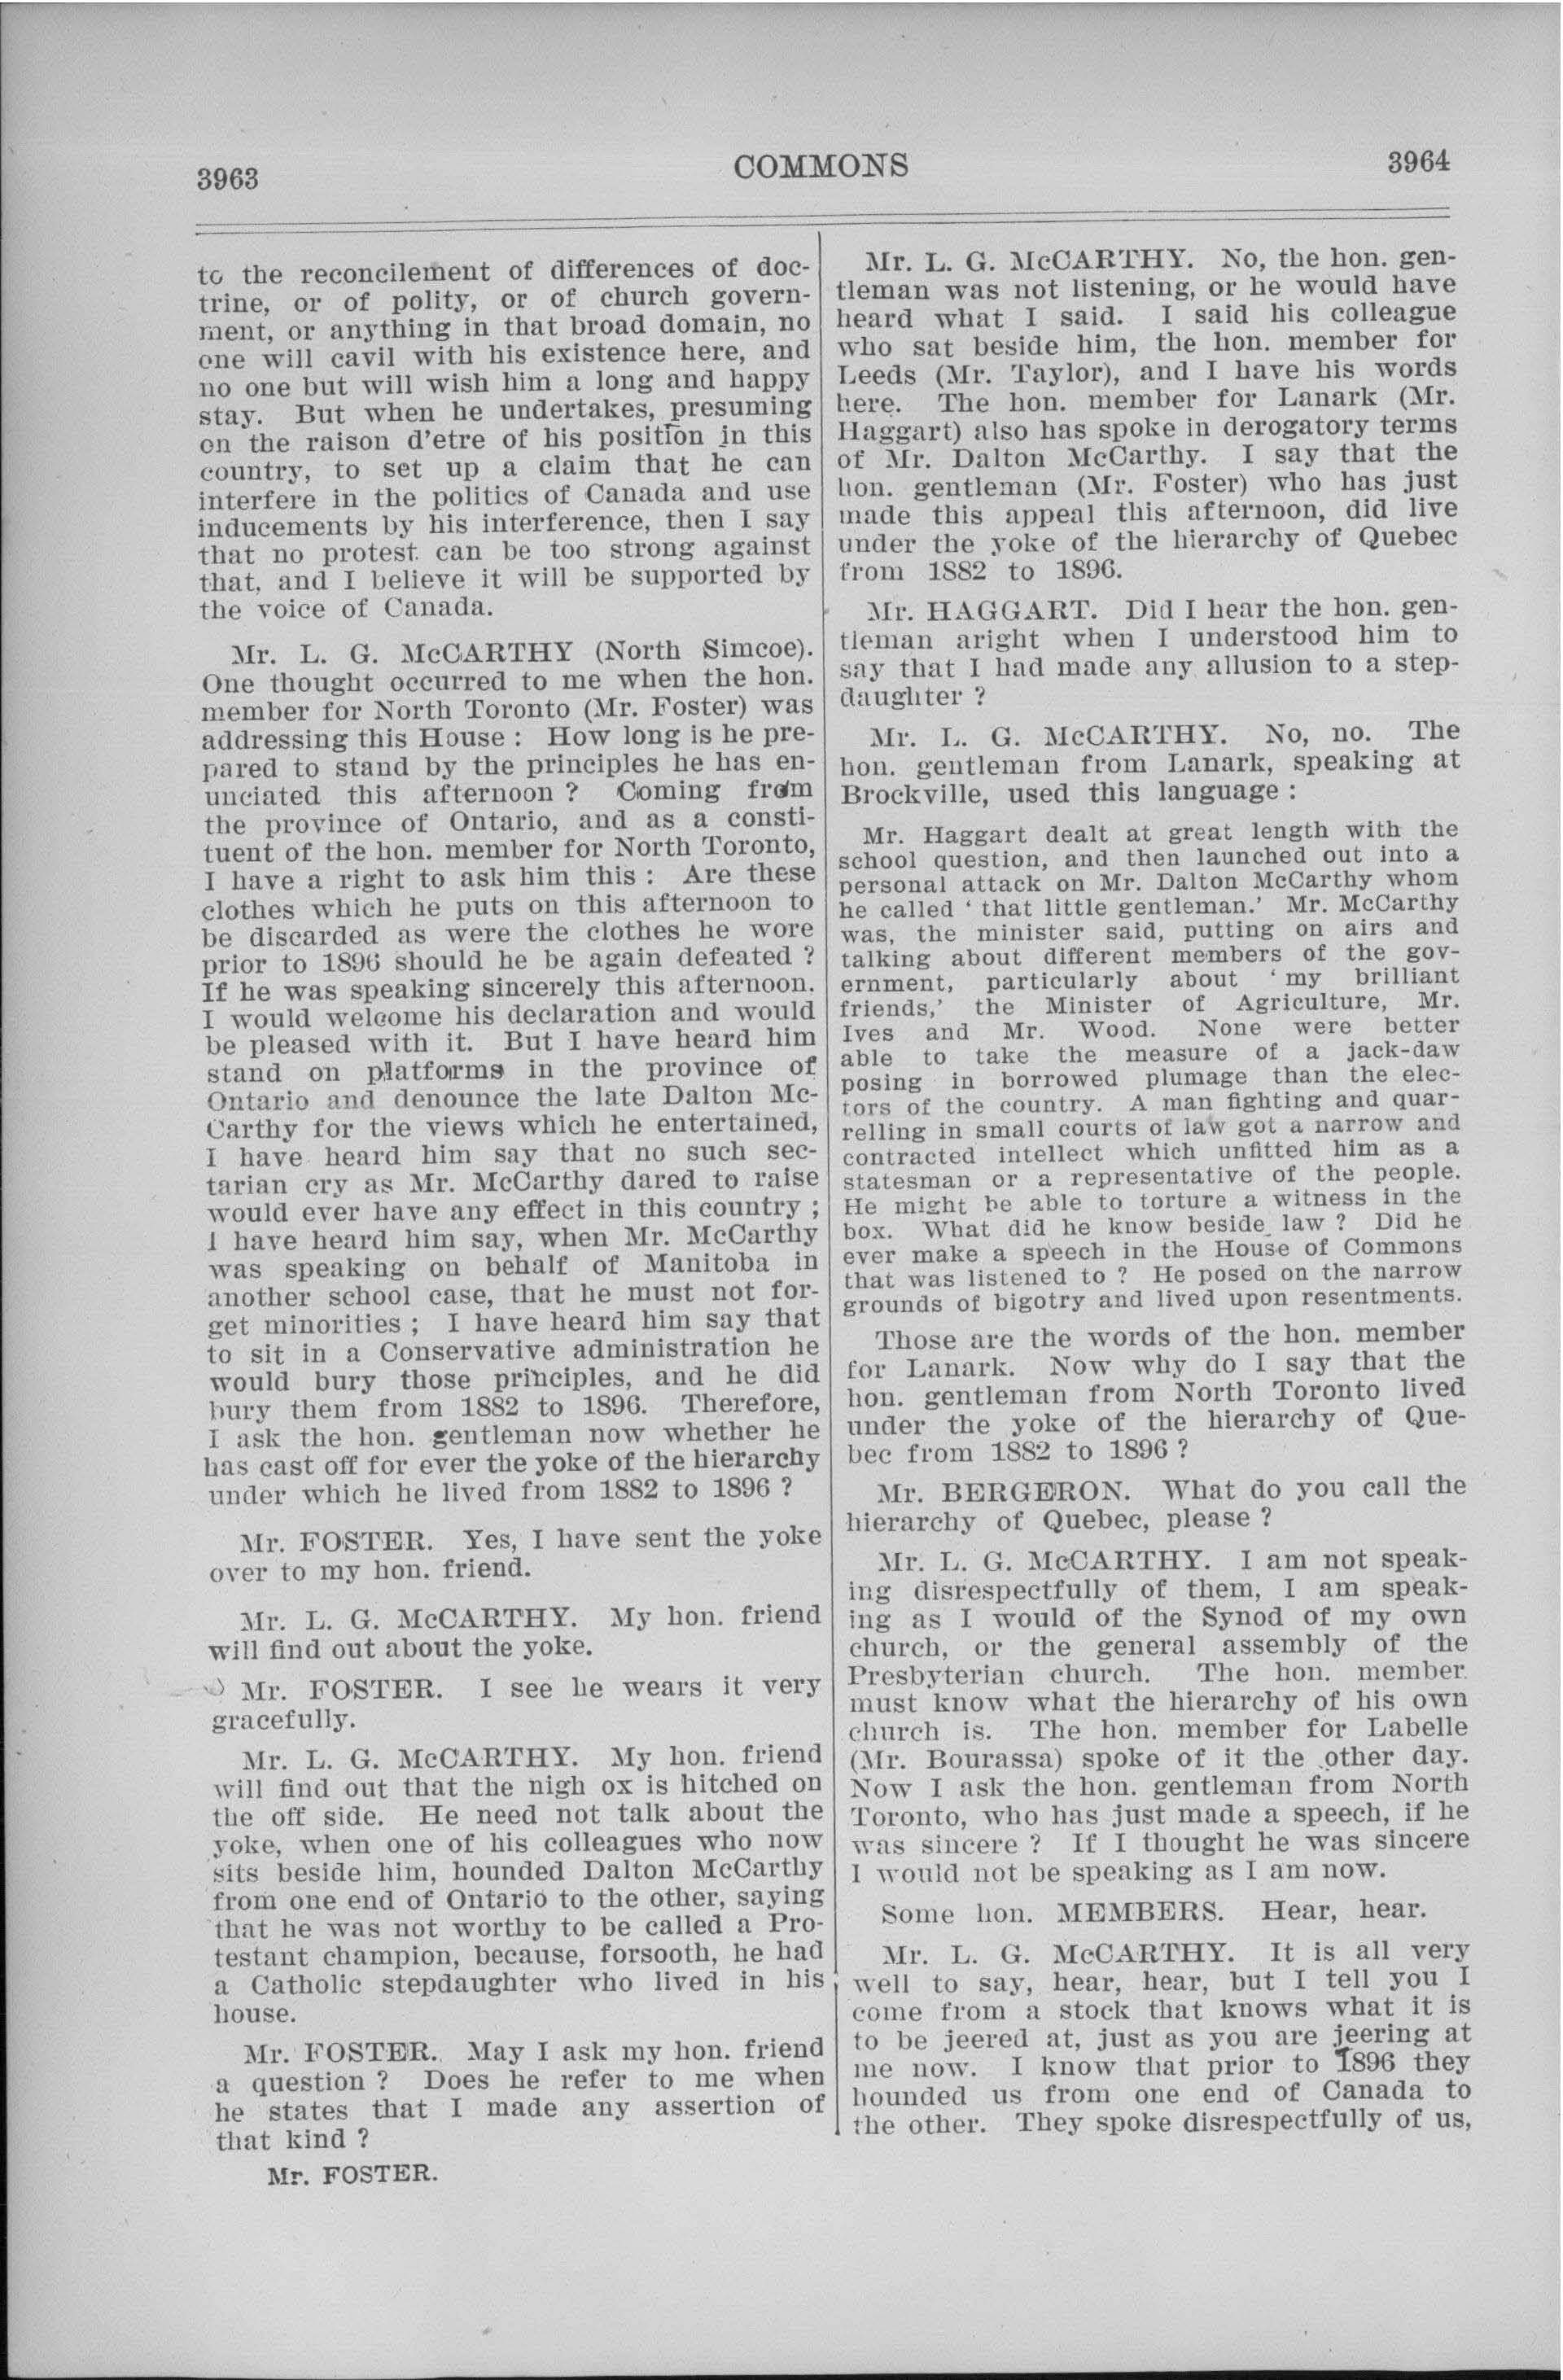 3963
COMMONS
3964
to the reconcilement of differences of doc-
trine, or of polity, or of church govern-
ment, or anything in that broad domain, no
one will cavil with his existence here, and
no one but will wish him a long and happy
stay. But when he undertakes, presuming
on the raison d'etre of his position in this
country, to set up a claim that he can
interfere in the politics of Canada and use
inducements by his interference, then I say
that no protest can be too strong against
that, and I believe it will be supported by
the voice of Canada.
Mr. L. G. McCARTHY (North Simcoe).
One thought occurred to me when the hon.
member for North Toronto (Mr. Foster) was
addressing this House : How long is he pre-
pared to stand by the principles he has en-
unciated this afternoon ? Coming from
the province of Ontario, and as a consti-
tuent of the hon. member for North Toronto,
I have a right to ask him this : Are these
clothes which he puts on this afternoon to
be discarded as were the clothes he wore
prior to 1896 should he be again defeated ?
If he was speaking sincerely this afternoon.
I would welcome his declaration and would
be pleased with it. But I have heard him
stand on platforms in the province of
Ontario and denounce the late Dalton Mc-
Carthy for the views which he entertained,
I have heard him say that no such sec-
tarian cry as Mr. McCarthy dared to raise
would ever have any effect in this country ;
I have heard him say, when Mr. McCarthy
was speaking on behalf of Manitoba in
another school case, that he must not for-
get minorities ; I have heard him say that
to sit in a Conservative administration he
would bury those principles, and he did
bury them from 1882 to 1896. Therefore,
I ask the hon. gentleman now whether he
has cast off for ever the yoke of the hierarchy
under which he lived from 1882 to 1896 ?
Mr. FOSTER. Yes, I have sent the yoke
over to my hon. friend.
Mr. L. G. McCARTHY. My hon. friend
will find out about the yoke.
Mr. FOSTER. I see he wears it very
gracefully.
Mr. L. G. McCARTHY. My hon. friend
will find out that the nigh ox is hitched on
the off side. He need not talk about the
yoke, when one of his colleagues who now
sits beside him, hounded Dalton McCarthy
from one end of Ontario to the other, saying
that he was not worthy to be called a Pro-
testant champion, because, forsooth, he had
a Catholic stepdaughter who lived in his
house.
Mr. FOSTER. May I ask my hon. friend
a question ? Does he refer to me when
he states that I made any assertion of
that kind ?
Mr. FOSTER.
Mr. L. G. McCARTHY. No, the hon. gen-
tleman was not listening, or he would have
heard what I said. I said his colleague
who sat beside him, the hon. member for
Leeds (Mr. Taylor), and I have his words
here. The hon. member for Lanark (Mr.
Haggart) also has spoke in derogatory terms
of Mr. Dalton McCarthy. I say that the
hon. gentleman (Mr. Foster) who has just
made this appeal this afternoon, did live
under the yoke of the hierarchy of Quebec
from 1882 to 1896.
Mr. HAGGART. Did I hear the hon. gen-
tleman aright when I understood him to
say that I had made any allusion to a step-
daughter ?
Mr. L. G. McCARTHY. No, no. The
hon. gentleman from Lanark, speaking at
Brockville, used this language :
Mr. Haggart dealt at great length with the
school question, and then launched out into a
personal attack on Mr. Dalton McCarthy whom
he called ' that little gentleman.' Mr. McCarthy
was, the minister said, putting on airs and
talking about different members of the gov-
ernment, particularly about ' my brilliant
friends,' the Minister of Agriculture, Mr.
Ives and Mr. Wood. None were better
able to take the measure of a jack-daw
posing in borrowed plumage than the elec-
tors of the country. A man fighting and quar-
relling in small courts of law got a narrow and
contracted intellect which unfitted him as a
statesman or a representative of the people.
He might be able to torture a witness in the
box. What did he know beside law ? Did he
ever make a speech in the House of Commons
that was listened to ? He posed on the narrow
grounds of bigotry and lived upon resentments.
Those are the words of the hon. member
for Lanark. Now why do I say that the
hon. gentleman from North Toronto lived
under the yoke of the hierarchy of Que-
bec from 1882 to 1896 ?
Mr. BERGERON. What do you call the
hierarchy of Quebec, please ?
Mr. L. G. McCARTHY. I am not speak-
ing disrespectfully of them, I am speak-
ing as I would of the Synod of my own
church, or the general assembly of the
Presbyterian church. The hon. member
must know what the hierarchy of his own
church is. The hon. member for Labelle
(Mr. Bourassa) spoke of it the other day.
Now I ask the hon. gentleman from North
Toronto, who has just made a speech, if he
was sincere ? If I thought he was sincere
I would not be speaking as I am now.
Some hon. MEMBERS. Hear, hear.
Mr. L. G. McCARTHY. It is all very
well to say, hear, hear, but I tell you I
come from a stock that knows what it is
to be jeered at, just as you are jeering at
me now. I know that prior to 1896 they
hounded us from one end of Canada to
the other. They spoke disrespectfully of us,